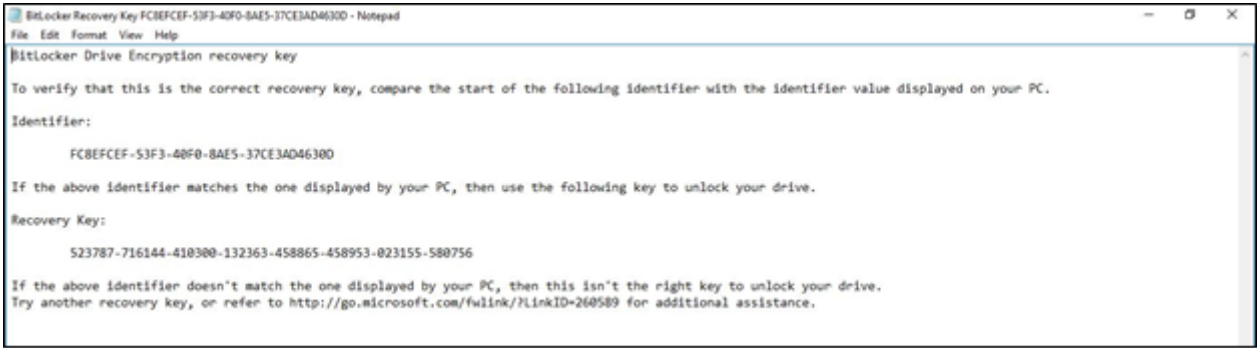 BitLocker Recovery Key FC8EFCEF-53F3-40F0-8AE5-37CE3AD4630D - Notepad
File Edit Format View Help
BitLocker Drive Encryption recovery key
To verify that this is the correct recovery key, compare the start of the following identifier with the identifier value displayed on your PC.
Identifier:
FC8EFCEF-53F3-40F0-8AE5-37CE3AD4630D
If the above identifier matches the one displayed by your PC, then use the following key to unlock your drive.
Recovery Key:
523787-716144-410300-132363-458865-458953-023155-580756
If the above identifier doesn't match the one displayed by your PC, then this isn't the right key to unlock your drive.
Try another recovery key, or refer to http://go.microsoft.com/fwlink/?LinkID=260589 for additional assistance.